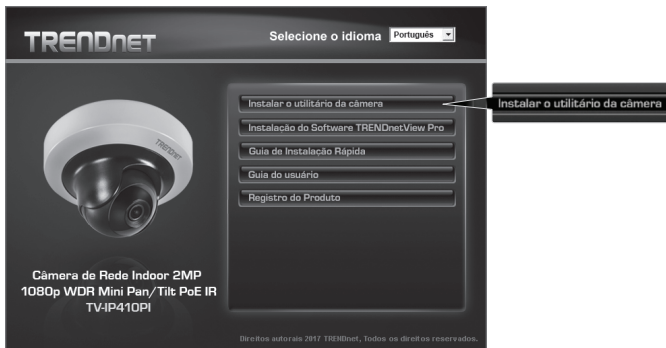 TRENDnet
Selecione o idioma Português
Instalar o utilitário da câmera
Instalar o utilitário da câmera
Instalação do Software TRENDnetView Pro
Guia de Instalação Rápida
Guia do usuário
Registro do Produto
TRENDNET
Câmera de Rede Indoor 2MP
1080p WDR Mini Pan/Tilt PoE IR
TV-IP410PI
Direitos autorais 2017 TRENDnet, Todos os direitos reservados.